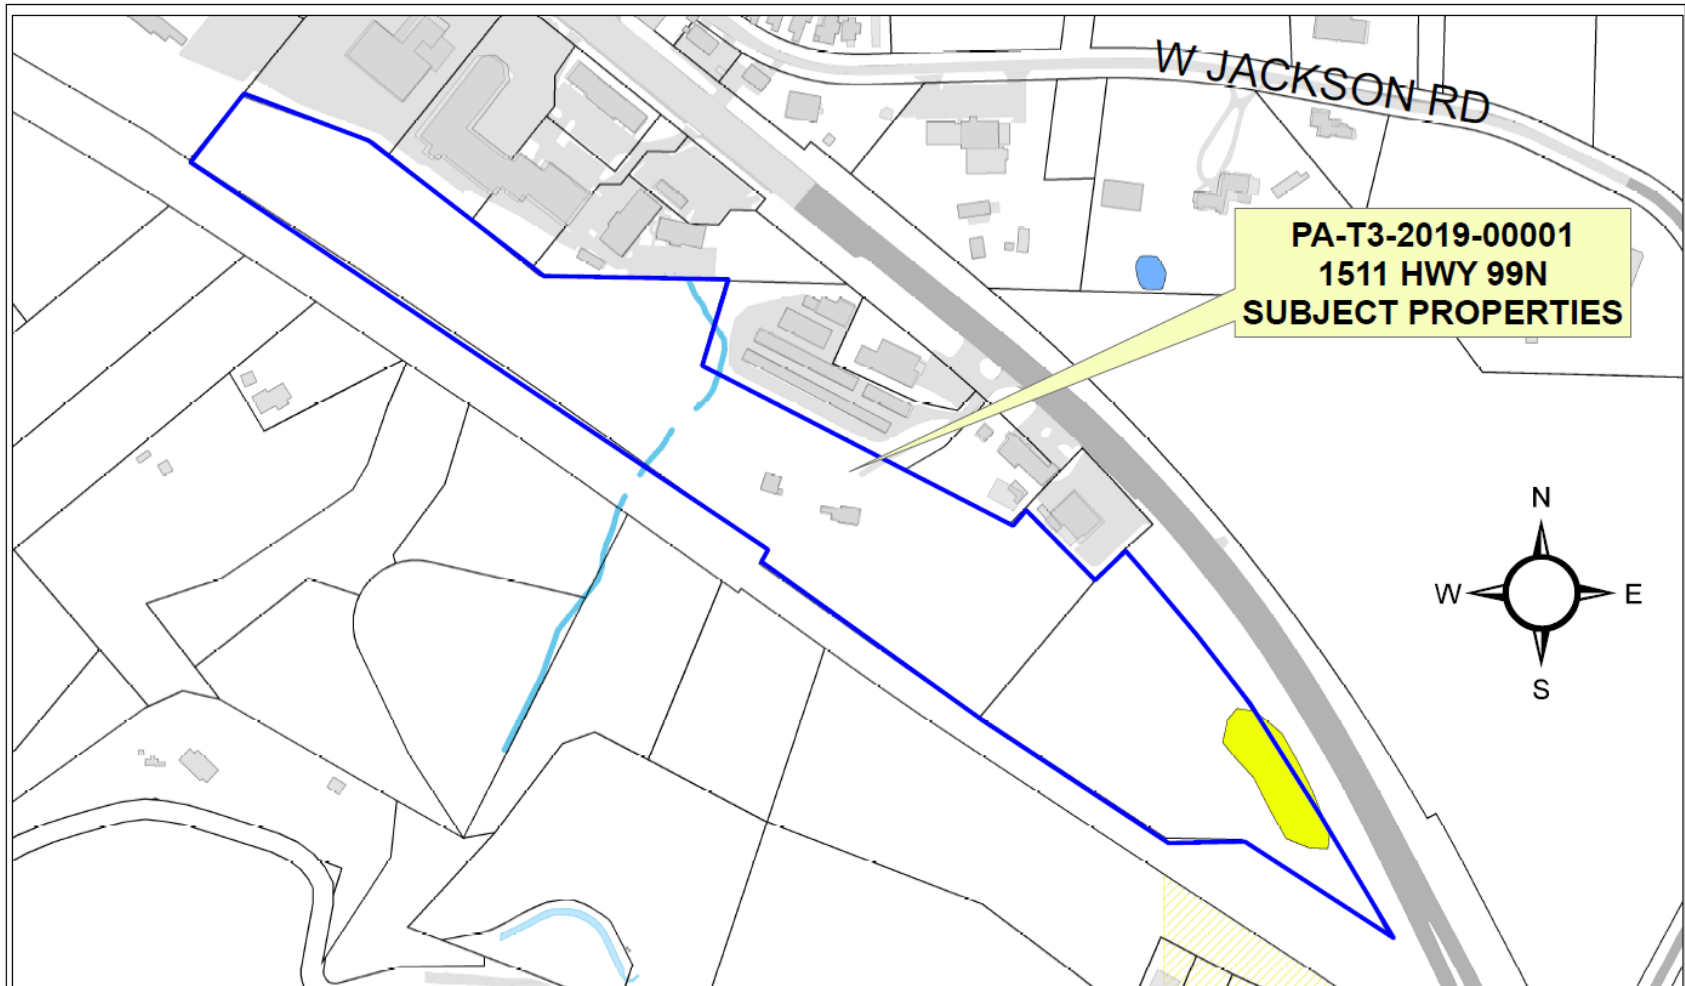 W JACKSON RD
PA-T3-2019-00001
1511 HWY 99N
SUBJECT PROPERTIES
N
W E
S